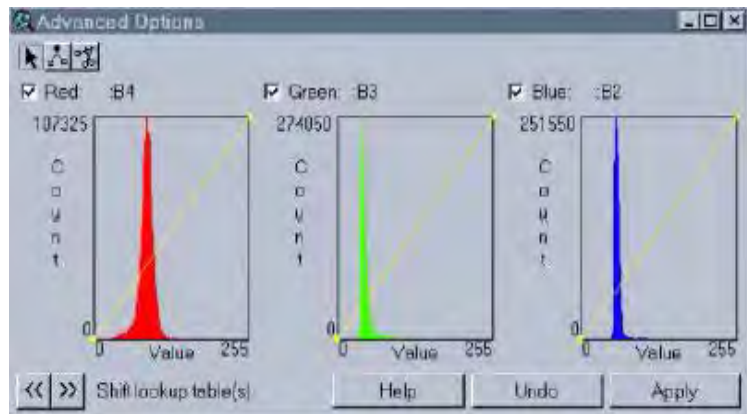 Advanced Options
Red: :B4
Green: :B3
Blue: :B2
107325
274050
251550
Count
Count
Count
0
0
0
0 Value 255
0 Value 255
0 Value 255
<< >> Shift lookup table(s)
Help
Undo
Apply